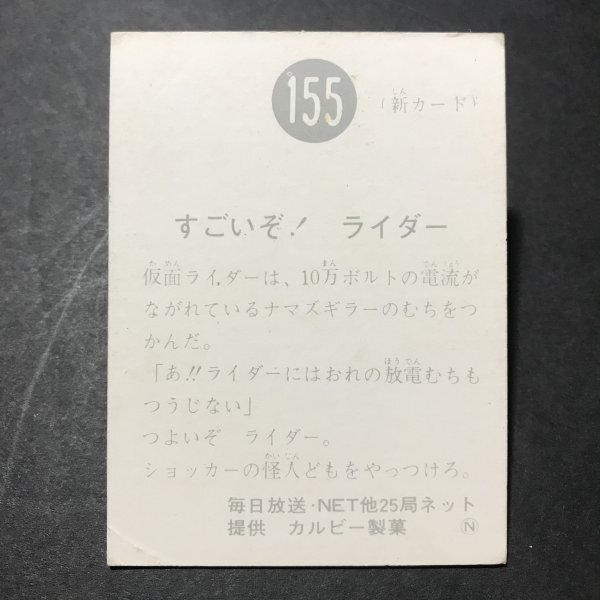 155
(新カード)
すごいぞ! ライダー
仮面ライダーは、10万ボルトの電流が
ながれているナマズギラーのむちをつ
かんだ。
「あ!!ライダーにはおれの放電むちも
つうじない」
つよいぞ ライダー。
ショッカーの怪人どもをやっつけろ。
毎日放送・NET他25局ネット
提供 カルビー製菓 Ⓝ